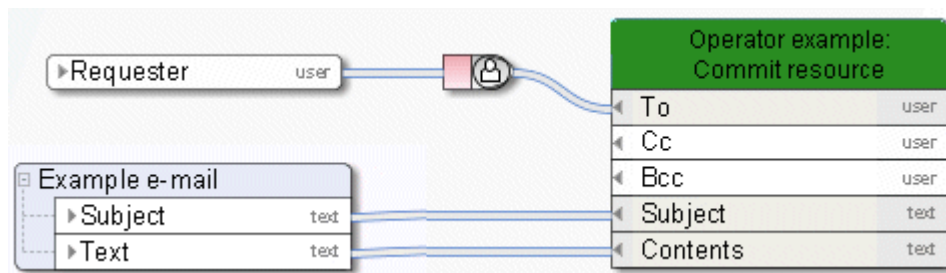 Requester user
Example e-mail
Subject text
Text text
Operator example:
Commit resource
To user
Cc user
Bcc user
Subject text
Contents text